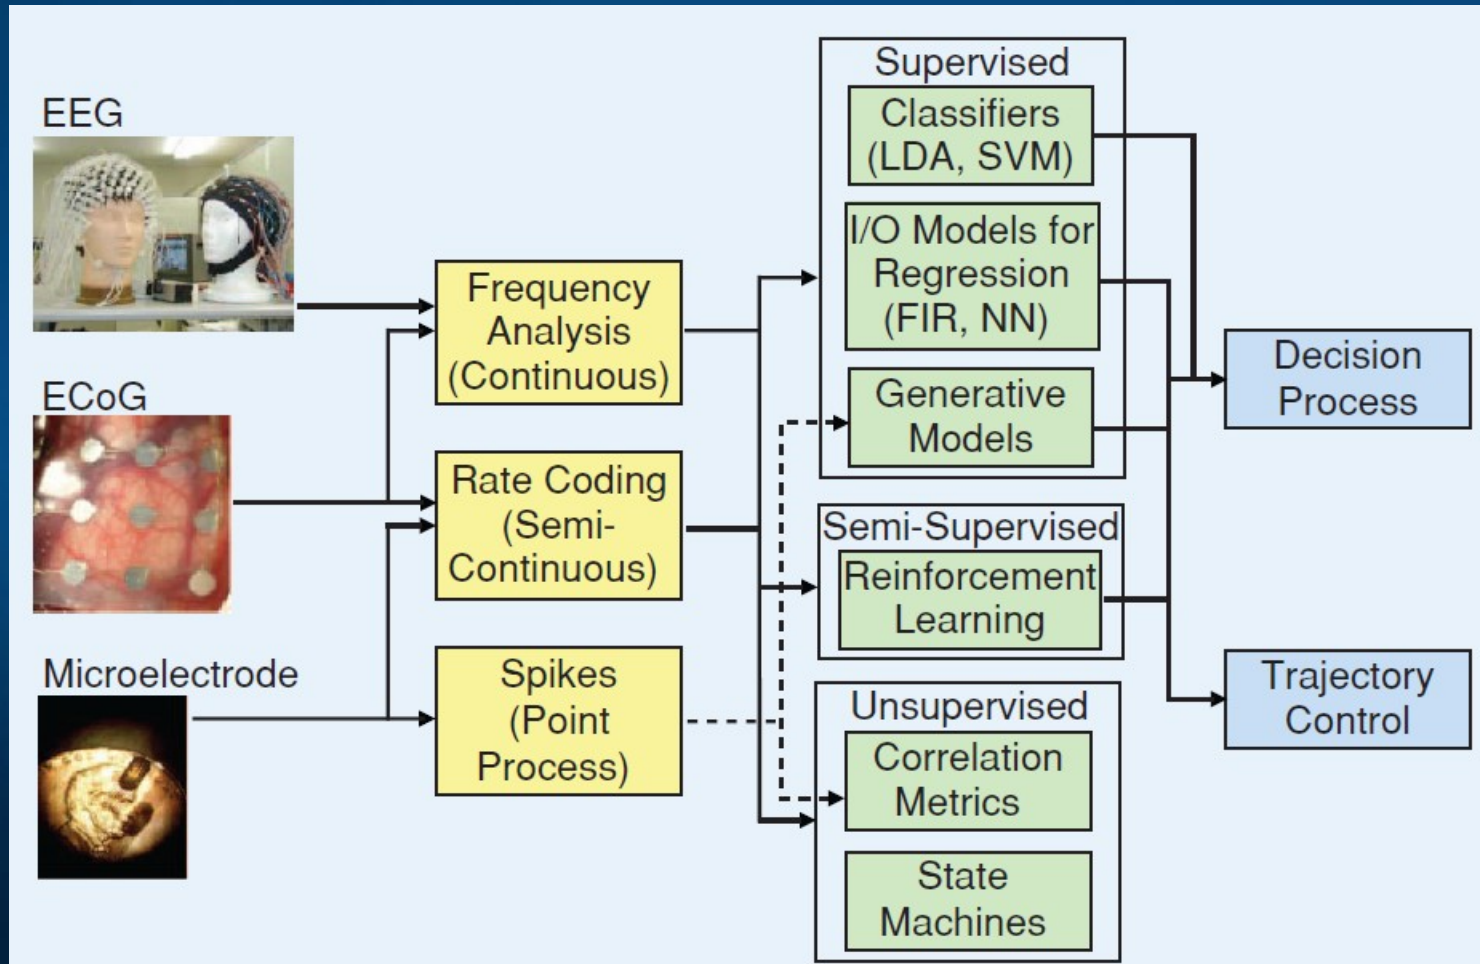 EEG
ECoG
Microelectrode
Frequency
Analysis
(Continuous)
Rate Coding
(Semi-
Continuous)
Spikes
(Point
Process)
Supervised
Classifiers
(LDA, SVM)
I/O Models for
Regression
(FIR, NN)
Generative
Models
Semi-Supervised
Reinforcement
Learning
Unsupervised
Correlation
Metrics
State
Machines
Decision
Process
Trajectory
Control